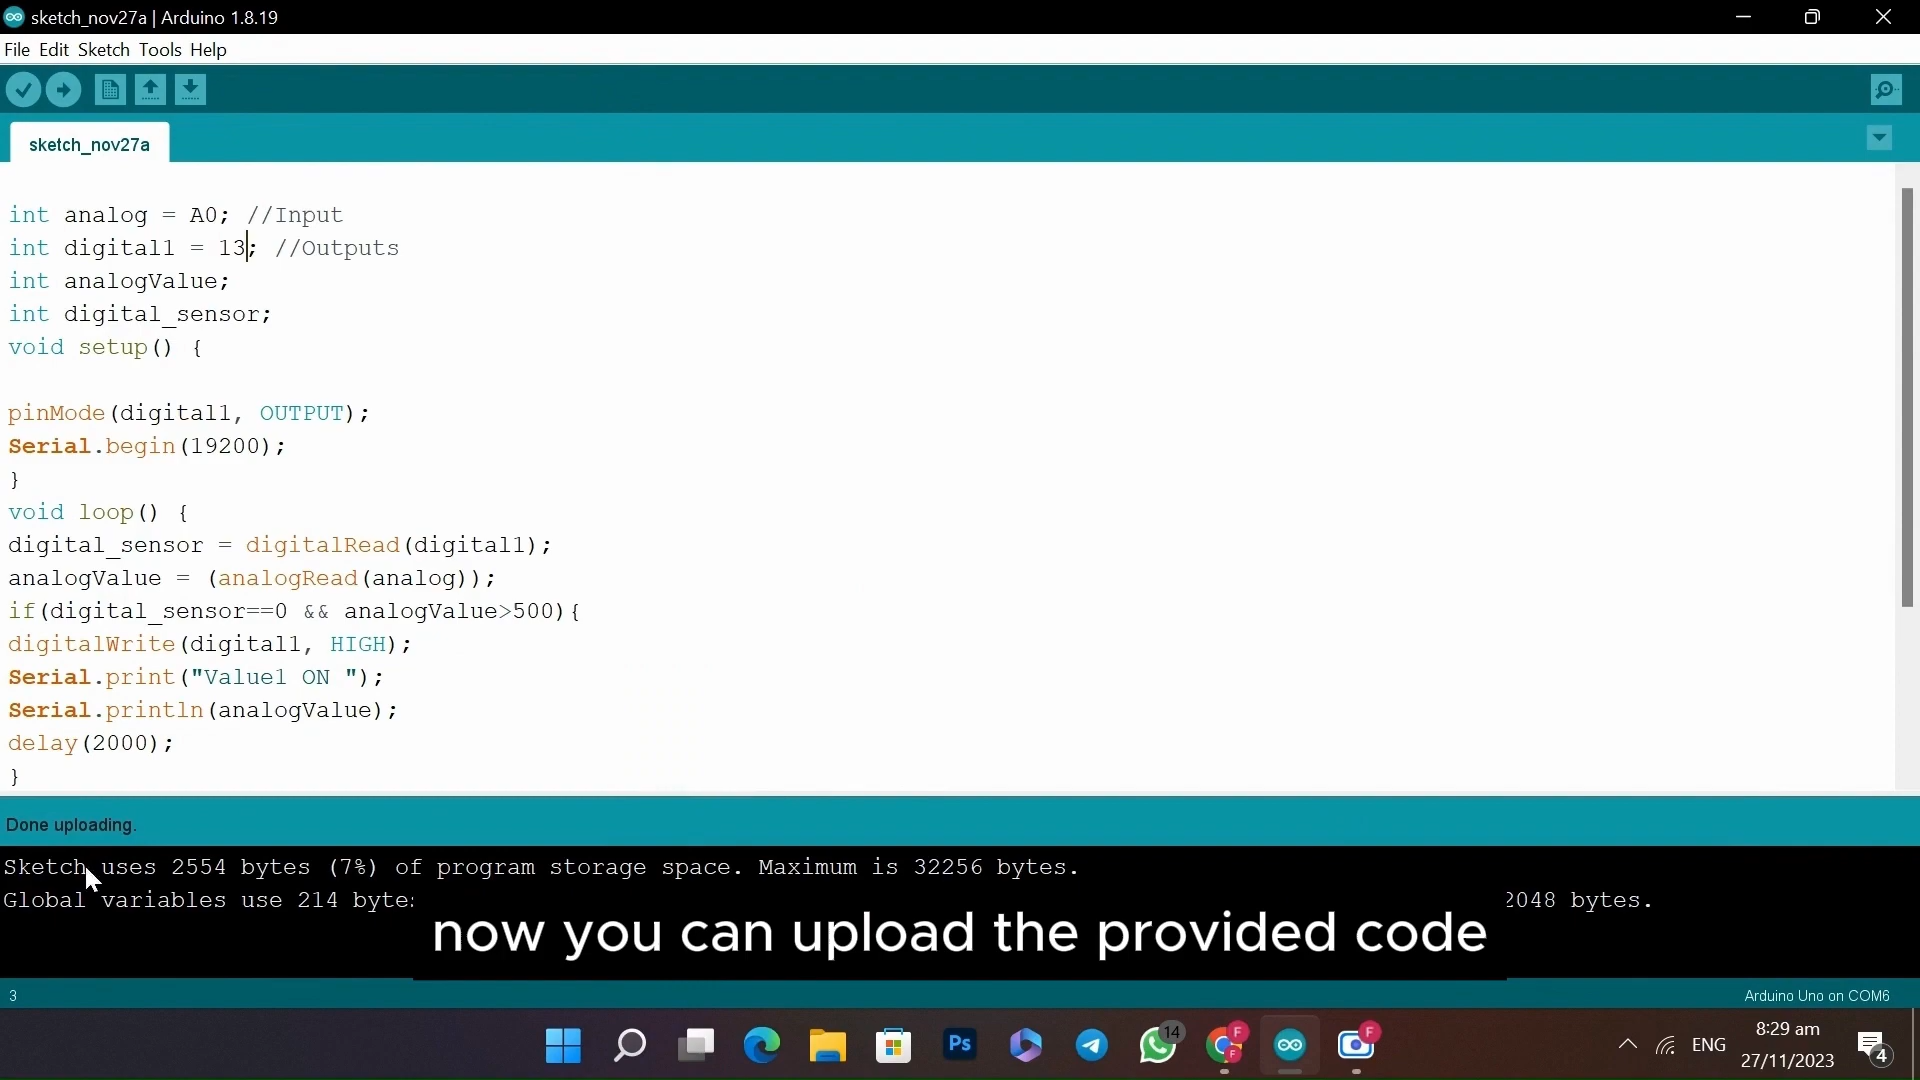 sketch_nov27a | Arduino 1.8.19
File Edit Sketch Tools Help
sketch_nov27a
int analog = A0; //Input
int digital1 = 13; //Outputs
int analogValue;
int digital_sensor;
void setup() {
pinMode(digital1, OUTPUT);
Serial.begin(19200);
}
void loop() {
digital_sensor = digitalRead(digital1);
analogValue = (analogRead(analog));
if(digital_sensor==0 && analogValue>500){
digitalWrite(digital1, HIGH);
Serial.print("Value1 ON ");
Serial.println(analogValue);
delay(2000);
}
Done uploading.
Sketch uses 2554 bytes (7%) of program storage space. Maximum is 32256 bytes.
Global variables use 214 bytes 2048 bytes.
now you can upload the provided code
3
Arduino Uno on COM6
Ps
14
F
F
F
ENG
8:29 am
27/11/2023
4